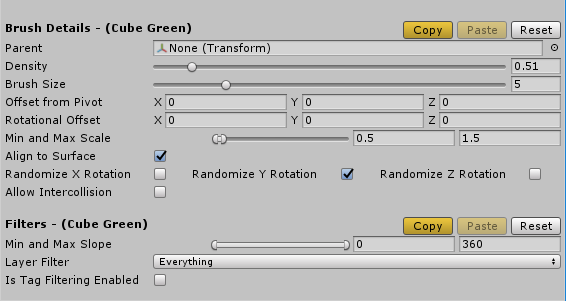 Brush Details - (Cube Green) Copy Paste Reset
Parent None (Transform)
Density 0.51
Brush Size 5
Offset from Pivot X 0 Y 0 Z 0
Rotational Offset X 0 Y 0 Z 0
Min and Max Scale 0.5 1.5
Align to Surface
Randomize X Rotation Randomize Y Rotation Randomize Z Rotation
Allow Intercollision
Filters - (Cube Green) Copy Paste Reset
Min and Max Slope 0 360
Layer Filter Everything
Is Tag Filtering Enabled